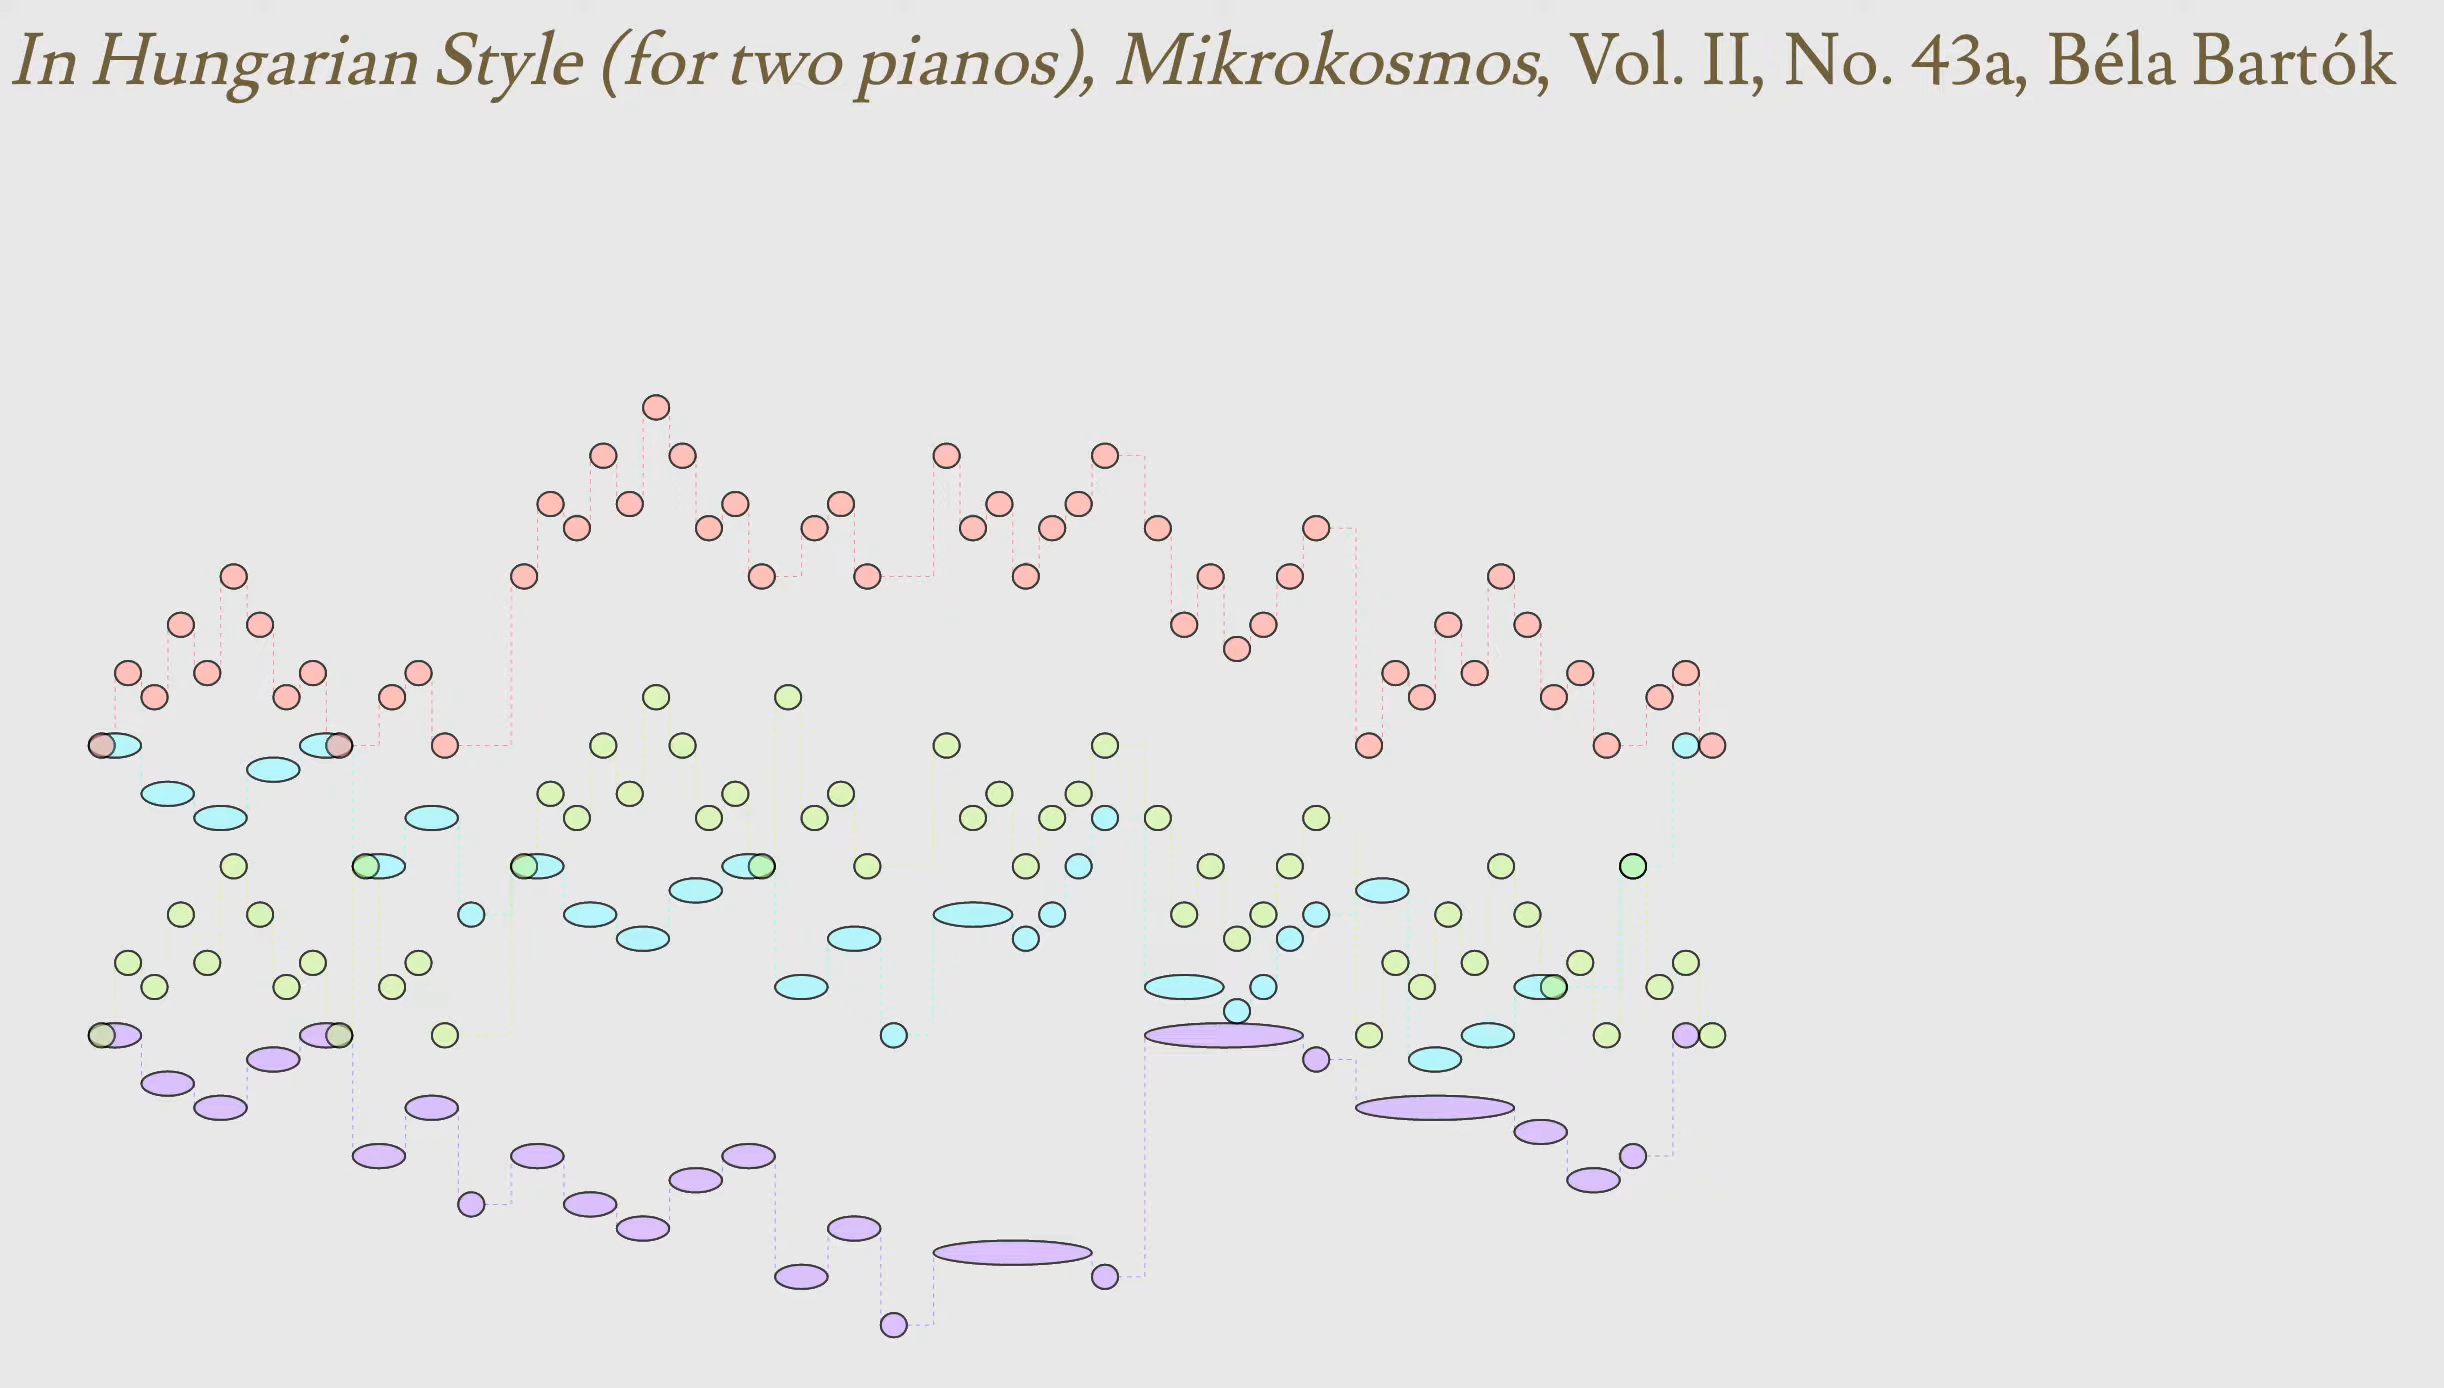 In Hungarian Style (for two pianos), Mikrokosmos, Vol. II, No. 43a, Béla Bartók